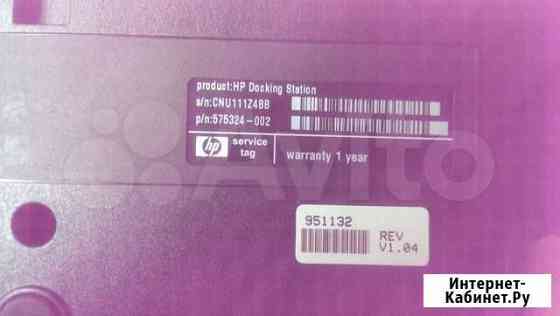 product:HP Docking Station
s/n:CNU111Z4BB
p/n:575324-002
hp
service
tag
warranty 1 year
951132
REV
V1.04
Avito
Интернет-
Кабинет.Ру